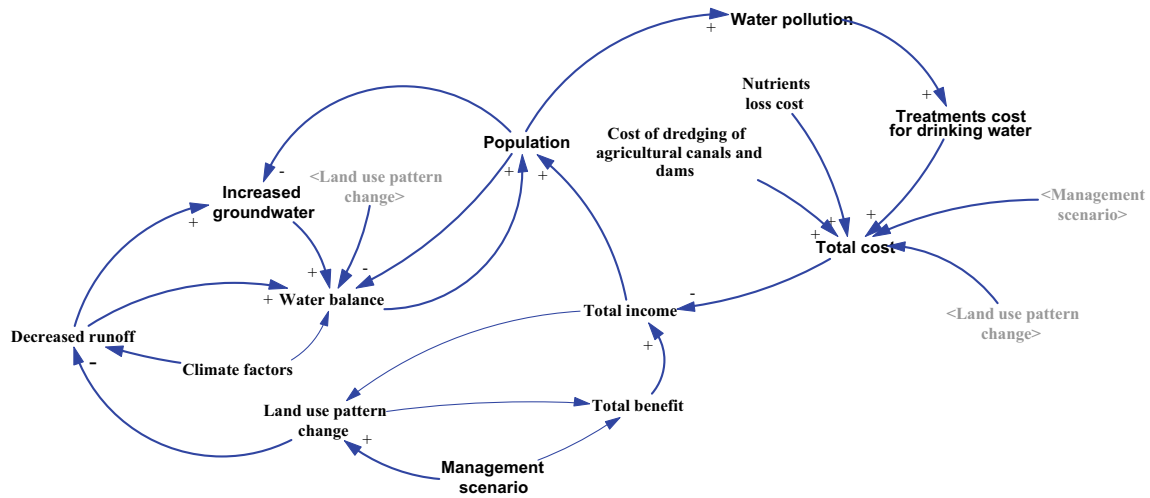 Water pollution
+
Nutrients
loss cost
+
Treatments cost
for drinking water
Cost of dredging of
agricultural canals and
dams
Population
-
+
+
<Land use pattern
change>
Increased
groundwater
+
<Management
scenario>
+
+
+
Total cost
-
+
+
Water balance
-
Total income
<Land use pattern
change>
Decreased runoff
-
Climate factors
+
Land use pattern
change
Total benefit
+
Management
scenario